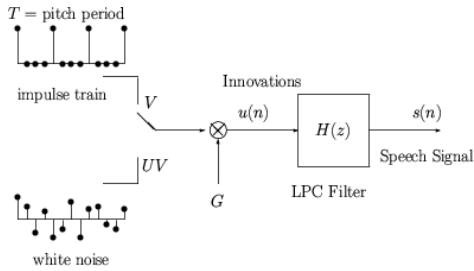 T = pitch period
impulse train
V
Innovations
u(n)
H(z)
s(n)
Speech Signal
UV
G
LPC Filter
white noise